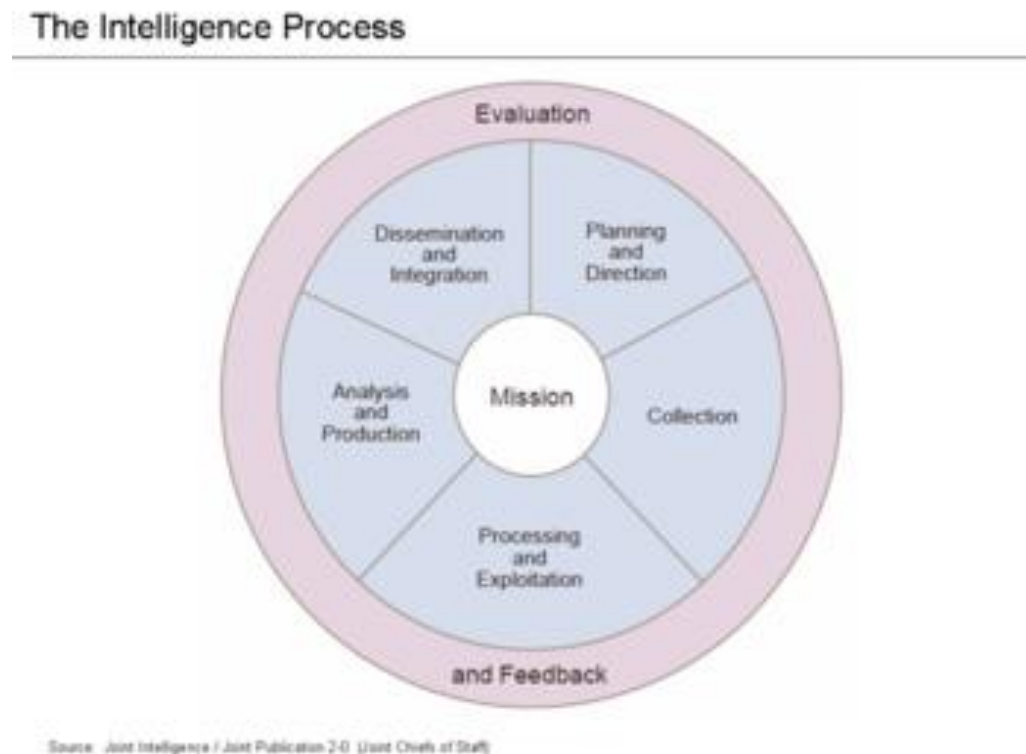 The Intelligence Process
Evaluation
Planning
and
Direction
Collection
Processing
and
Exploitation
Analysis
and
Production
Dissemination
and
Integration
Mission
and Feedback
Source: Joint Intelligence / Joint Publication 2-0 (Joint Chiefs of Staff)